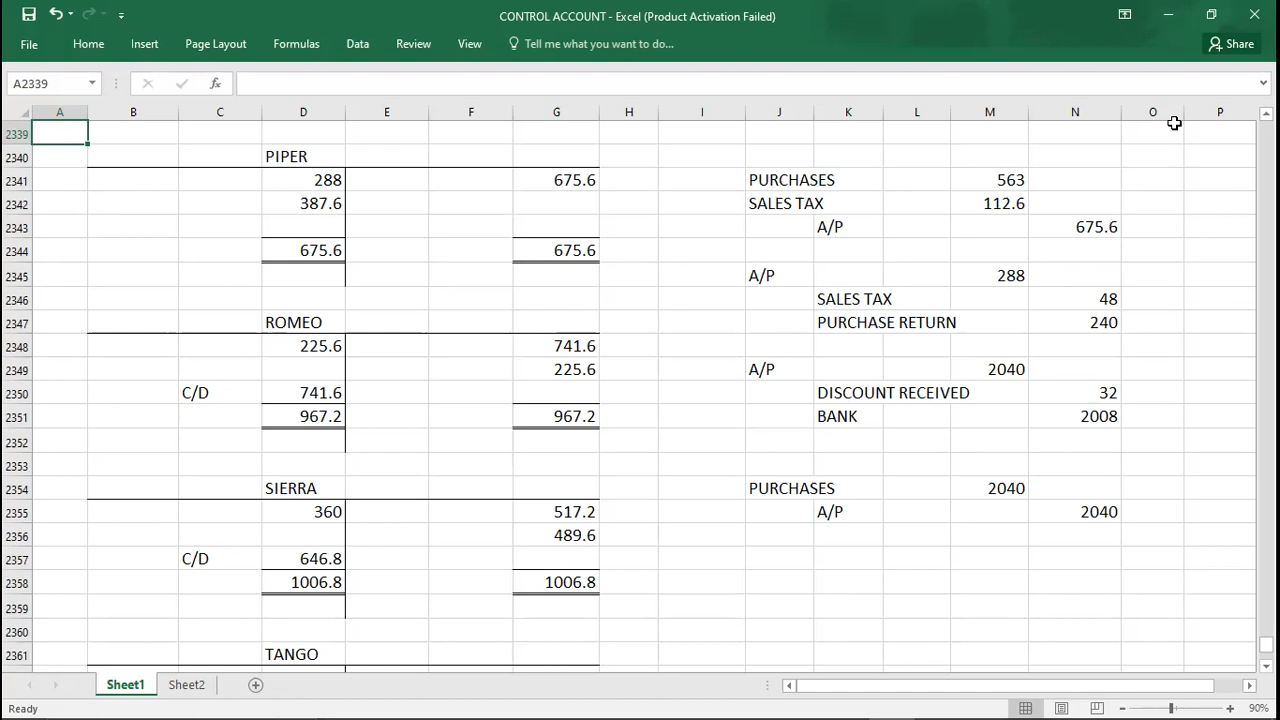 CONTROL ACCOUNT - Excel (Product Activation Failed)
File Home Insert Page Layout Formulas Data Review View Tell me what you want to do... Share
A2339 fx
A B C D E F G H I J K L M N O P
2339
2340 PIPER
2341 288 675.6 PURCHASES 563
2342 387.6 SALES TAX 112.6
2343 A/P 675.6
2344 675.6 675.6
2345 A/P 288
2346 SALES TAX 48
2347 ROMEO PURCHASE RETURN 240
2348 225.6 741.6
2349 225.6 A/P 2040
2350 C/D 741.6 DISCOUNT RECEIVED 32
2351 967.2 967.2 BANK 2008
2352
2353
2354 SIERRA PURCHASES 2040
2355 360 517.2 A/P 2040
2356 489.6
2357 C/D 646.8
2358 1006.8 1006.8
2359
2360
2361 TANGO
Sheet1 Sheet2
Ready 90%